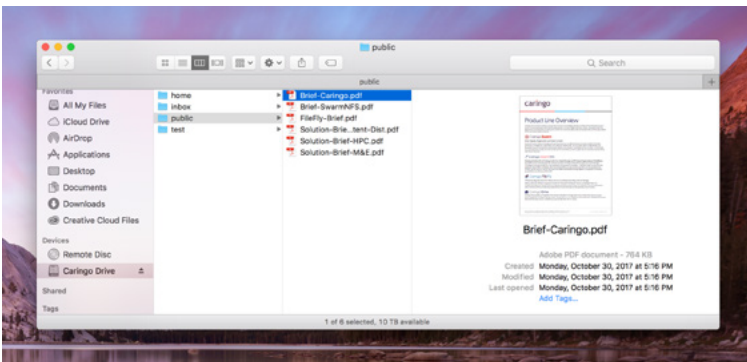 public
Search
public
Favorites
All My Files
iCloud Drive
AirDrop
Applications
Desktop
Documents
Downloads
Creative Cloud Files
Devices
Remote Disc
Caringo Drive
Shared
Tags
home
inbox
public
test
Brief-Caringo.pdf
Brief-SwarmNFS.pdf
FileFly-Brief.pdf
Solution-Brie...tent-Dist.pdf
Solution-Brief-HPC.pdf
Solution-Brief-M&E.pdf
caringo
Product Line Overview
Brief-Caringo.pdf
Adobe PDF document - 764 KB
Created Monday, October 30, 2017 at 5:16 PM
Modified Monday, October 30, 2017 at 5:16 PM
Last opened Monday, October 30, 2017 at 5:16 PM
Add Tags...
1 of 6 selected, 10 TB available